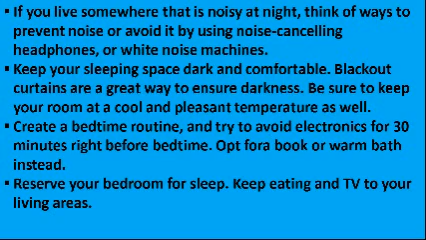 ▪ If you live somewhere that is noisy at night, think of ways to
prevent noise or avoid it by using noise-cancelling
headphones, or white noise machines.
▪ Keep your sleeping space dark and comfortable. Blackout
curtains are a great way to ensure darkness. Be sure to keep
your room at a cool and pleasant temperature as well.
▪ Create a bedtime routine, and try to avoid electronics for 30
minutes right before bedtime. Opt fora book or warm bath
instead.
▪ Reserve your bedroom for sleep. Keep eating and TV to your
living areas.